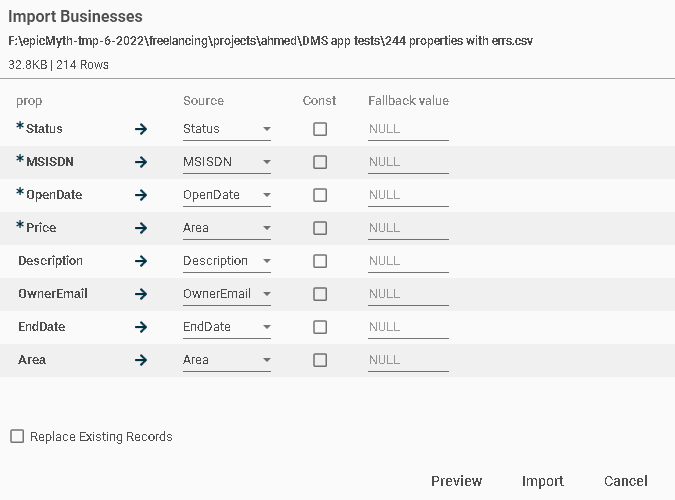 Import Businesses
F:\epicMyth-tmp-6-2022\freelancing\projects\ahmed\DMS app tests\244 properties with errs.csv
32.8KB | 214 Rows
prop Source Const Fallback value
*Status Status NULL
*MSISDN MSISDN NULL
*OpenDate OpenDate NULL
*Price Area NULL
Description Description NULL
OwnerEmail OwnerEmail NULL
EndDate EndDate NULL
Area Area NULL
Replace Existing Records
Preview Import Cancel